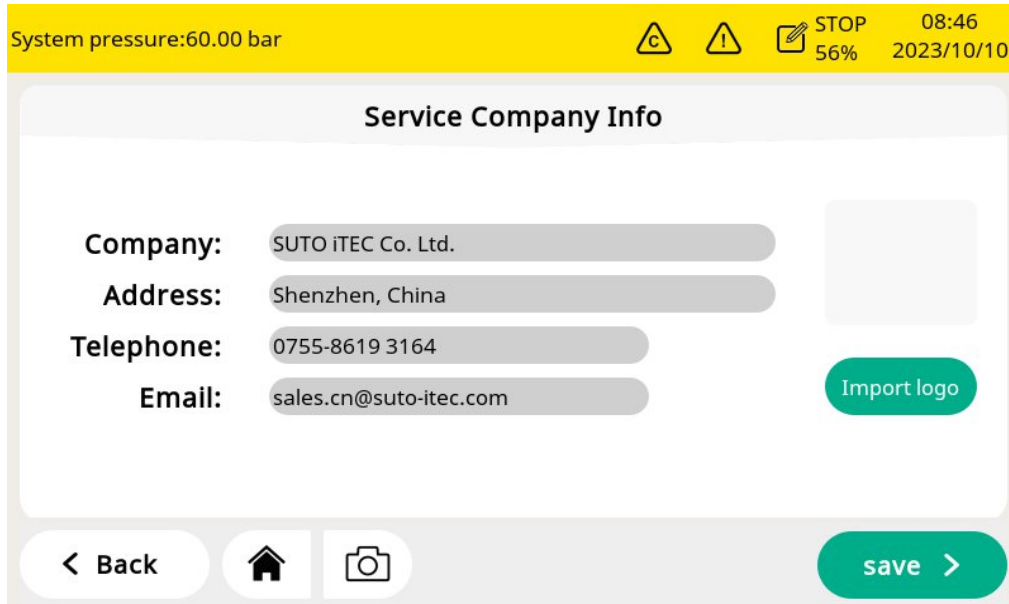 System pressure:60.00 bar
C
!
STOP
56%
08:46
2023/10/10
Service Company Info
Company: SUTO iTEC Co. Ltd.
Address: Shenzhen, China
Telephone: 0755-8619 3164
Email: sales.cn@suto-itec.com
Import logo
Back
save